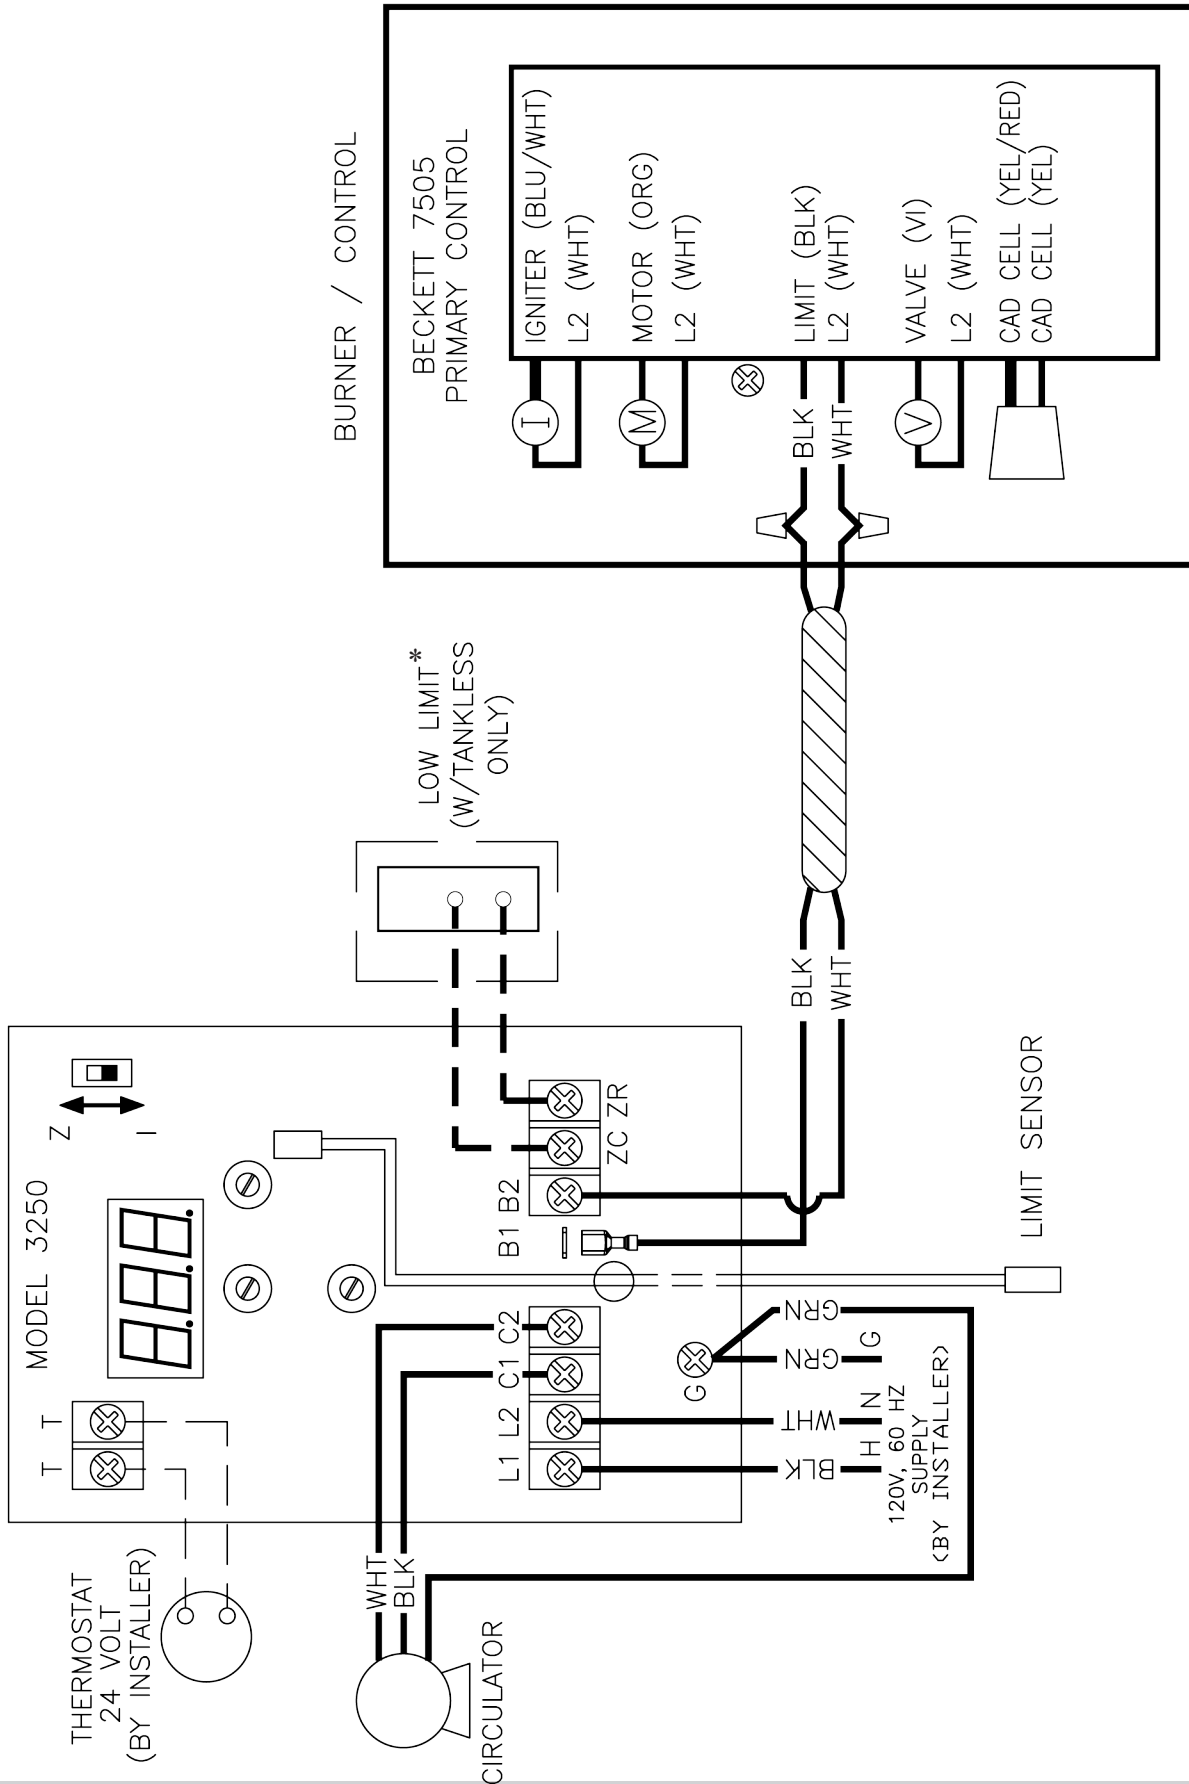 THERMOSTAT
24 VOLT
(BY INSTALLER)
T
T
MODEL 3250
Z
I
CIRCULATOR
WHT
BLK
L1
L2
C1
C2
B1
B2
ZC
ZR
LOW LIMIT*
(W/TANKLESS
ONLY)
G
BLK
WHT
GRN
GRN
H
N
G
120V, 60 HZ
SUPPLY
<BY INSTALLER>
LIMIT SENSOR
BLK
WHT
BURNER / CONTROL
BECKETT 7505
PRIMARY CONTROL
I
IGNITER (BLU/WHT)
L2 (WHT)
M
MOTOR (ORG)
L2 (WHT)
BLK
LIMIT (BLK)
WHT
L2 (WHT)
V
VALVE (VI)
L2 (WHT)
CAD CELL (YEL/RED)
CAD CELL (YEL)